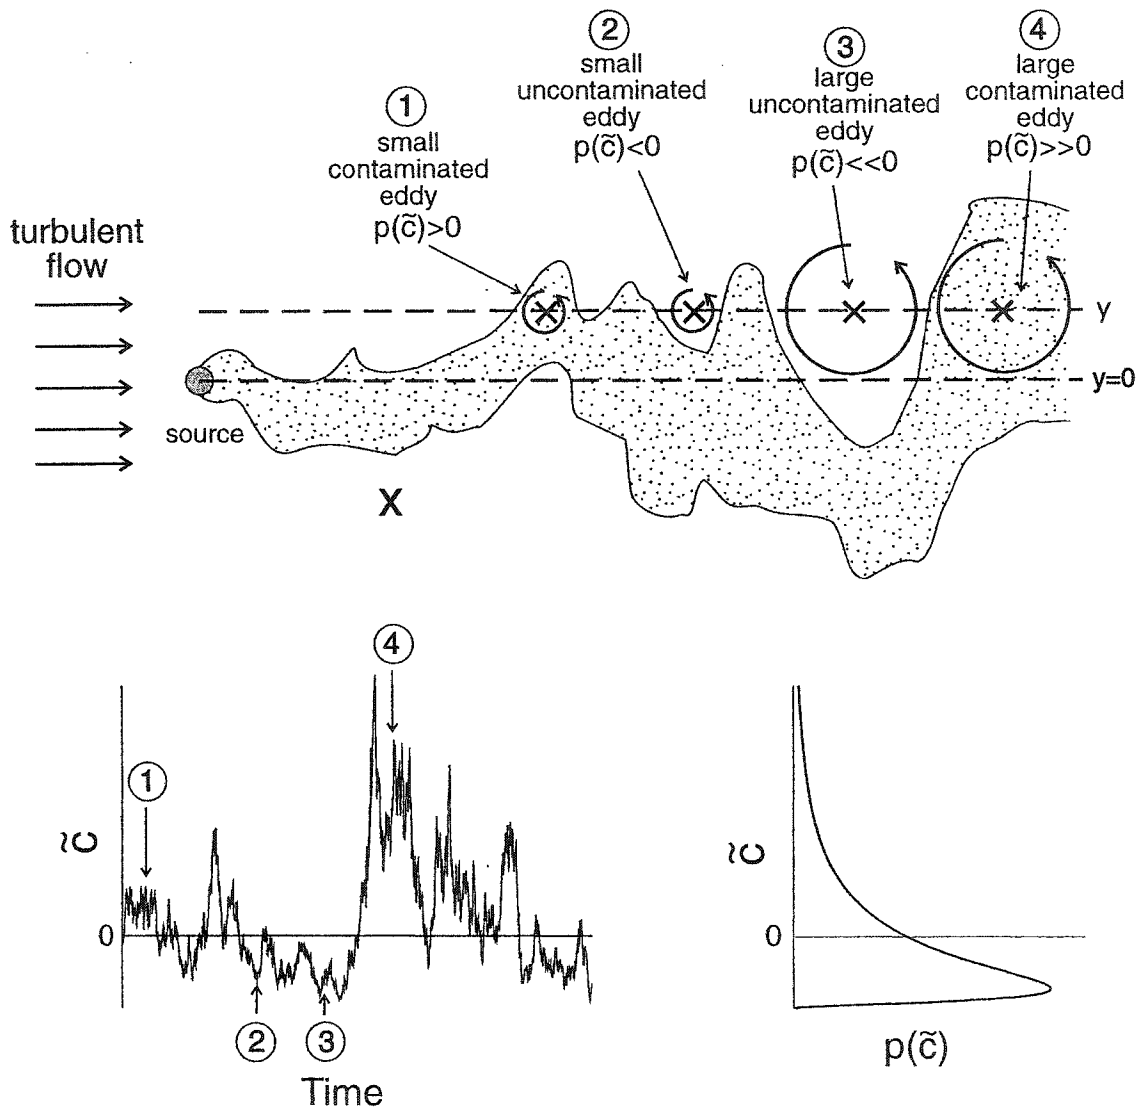 ①
small
contaminated
eddy
p(c̃)>0
②
small
uncontaminated
eddy
p(c̃)<0
③
large
uncontaminated
eddy
p(c̃)<<0
④
large
contaminated
eddy
p(c̃)>>0
turbulent
flow
y
y=0
source
X
④
①
c̃
0
②
③
Time
c̃
0
p(c̃)